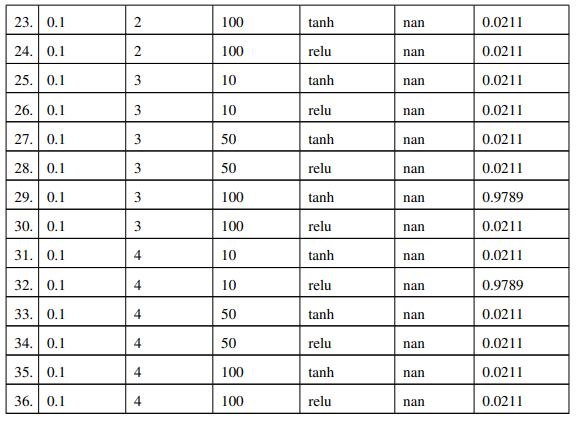 23. 0.1 2 100 tanh nan 0.0211
24. 0.1 2 100 relu nan 0.0211
25. 0.1 3 10 tanh nan 0.0211
26. 0.1 3 10 relu nan 0.0211
27. 0.1 3 50 tanh nan 0.0211
28. 0.1 3 50 relu nan 0.0211
29. 0.1 3 100 tanh nan 0.9789
30. 0.1 3 100 relu nan 0.0211
31. 0.1 4 10 tanh nan 0.0211
32. 0.1 4 10 relu nan 0.9789
33. 0.1 4 50 tanh nan 0.0211
34. 0.1 4 50 relu nan 0.0211
35. 0.1 4 100 tanh nan 0.0211
36. 0.1 4 100 relu nan 0.0211